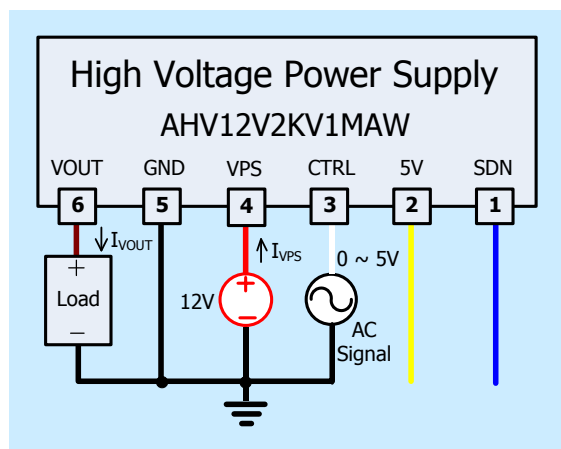 High Voltage Power Supply
AHV12V2KV1MAW
VOUT GND VPS CTRL 5V SDN
6 5 4 3 2 1
IVOUT IVPS 0 ~ 5V
+ +
Load 12V
AC
Signal
− −